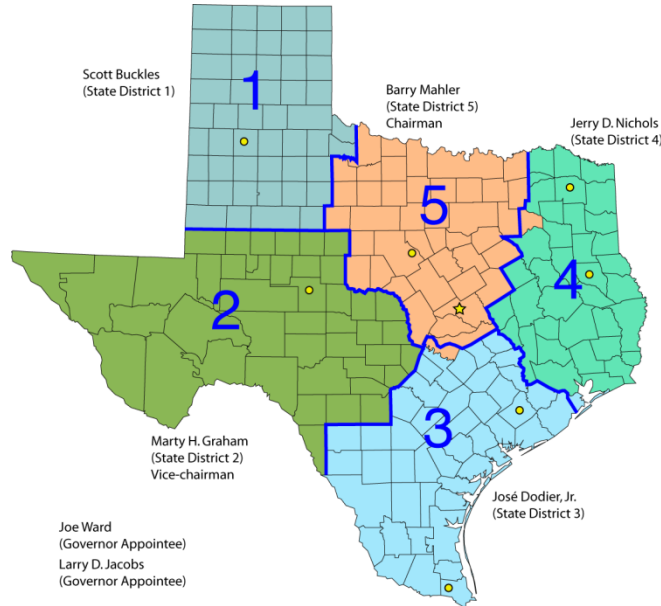 1
Scott Buckles
(State District 1)
Barry Mahler
(State District 5)
Chairman
Jerry D. Nichols
(State District 4)
5
4
2
3
Marty H. Graham
(State District 2)
Vice-chairman
José Dodier, Jr.
(State District 3)
Joe Ward
(Governor Appointee)
Larry D. Jacobs
(Governor Appointee)